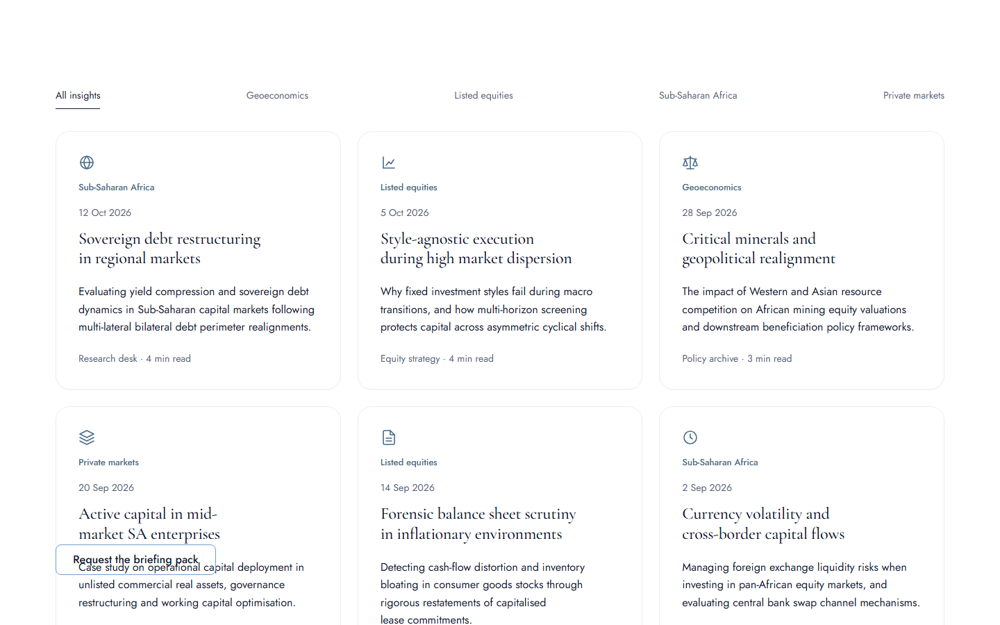 All insights
Geoeconomics
Listed equities
Sub-Saharan Africa
Private markets
Sub-Saharan Africa
12 Oct 2026
Sovereign debt restructuring
in regional markets
Evaluating yield compression and sovereign debt
dynamics in Sub-Saharan capital markets following
multi-lateral bilateral debt perimeter realignments.
Research desk · 4 min read
Listed equities
5 Oct 2026
Style-agnostic execution
during high market dispersion
Why fixed investment styles fail during macro
transitions, and how multi-horizon screening
protects capital across asymmetric cyclical shifts.
Equity strategy · 4 min read
Geoeconomics
28 Sep 2026
Critical minerals and
geopolitical realignment
The impact of Western and Asian resource
competition on African mining equity valuations
and downstream beneficiation policy frameworks.
Policy archive · 3 min read
Private markets
20 Sep 2026
Active capital in mid-
market SA enterprises
Request the briefing pack
Case study on operational capital deployment in
unlisted commercial real assets, governance
restructuring and working capital optimisation.
Listed equities
14 Sep 2026
Forensic balance sheet scrutiny
in inflationary environments
Detecting cash-flow distortion and inventory
bloating in consumer goods stocks through
rigorous restatements of capitalised
lease commitments.
Sub-Saharan Africa
2 Sep 2026
Currency volatility and
cross-border capital flows
Managing foreign exchange liquidity risks when
investing in pan-African equity markets, and
evaluating central bank swap channel mechanisms.